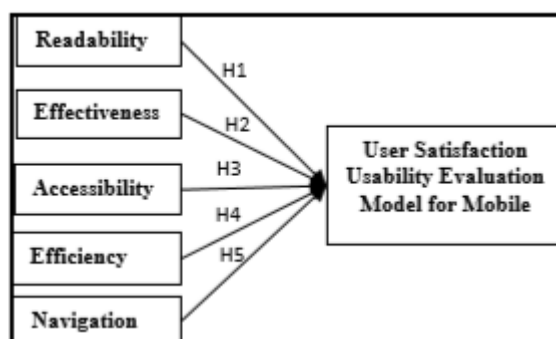 Readability
H1
Effectiveness
H2
User Satisfaction
Usability Evaluation
Model for Mobile
H3
Accessibility
H4
Efficiency
H5
Navigation